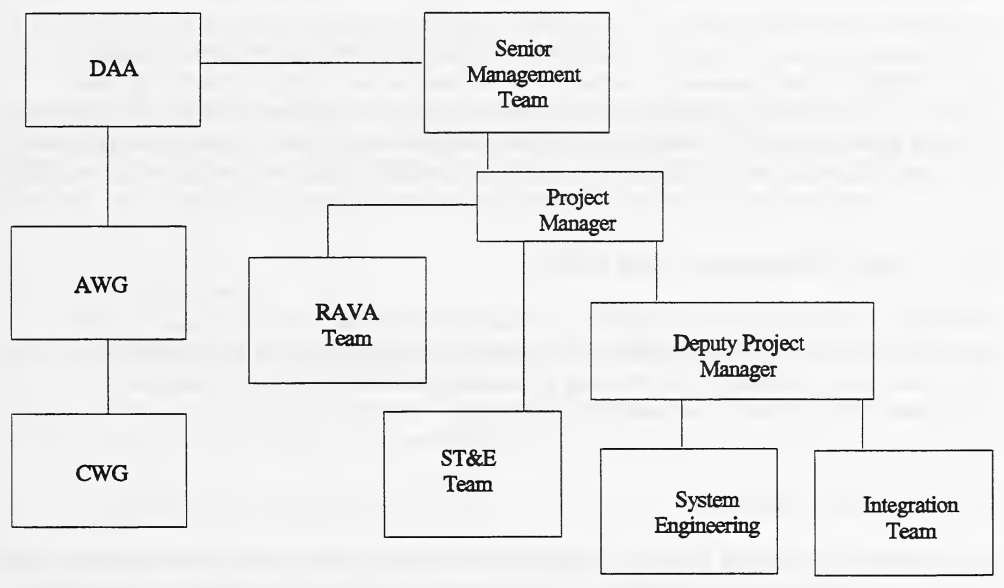 DAA
Senior
Management
Team
Project
Manager
AWG
RAVA
Team
Deputy Project
Manager
CWG
ST&E
Team
System
Engineering
Integration
Team